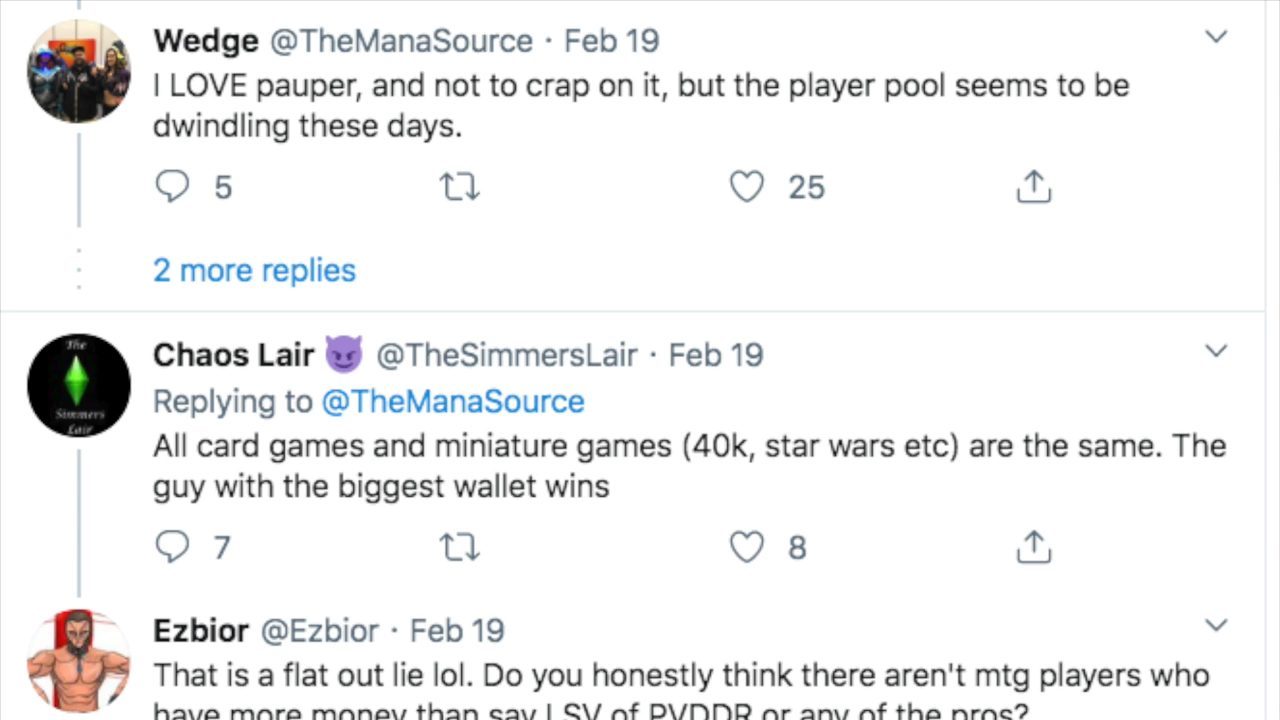 Wedge @TheManaSource · Feb 19
I LOVE pauper, and not to crap on it, but the player pool seems to be
dwindling these days.
5 25
2 more replies
The
Simmers
Lair
Chaos Lair 😈 @TheSimmersLair · Feb 19
Replying to @TheManaSource
All card games and miniature games (40k, star wars etc) are the same. The
guy with the biggest wallet wins
7 8
Ezbior @Ezbior · Feb 19
That is a flat out lie lol. Do you honestly think there aren't mtg players who
have more money than say LSV of PVDDR or any of the pros?